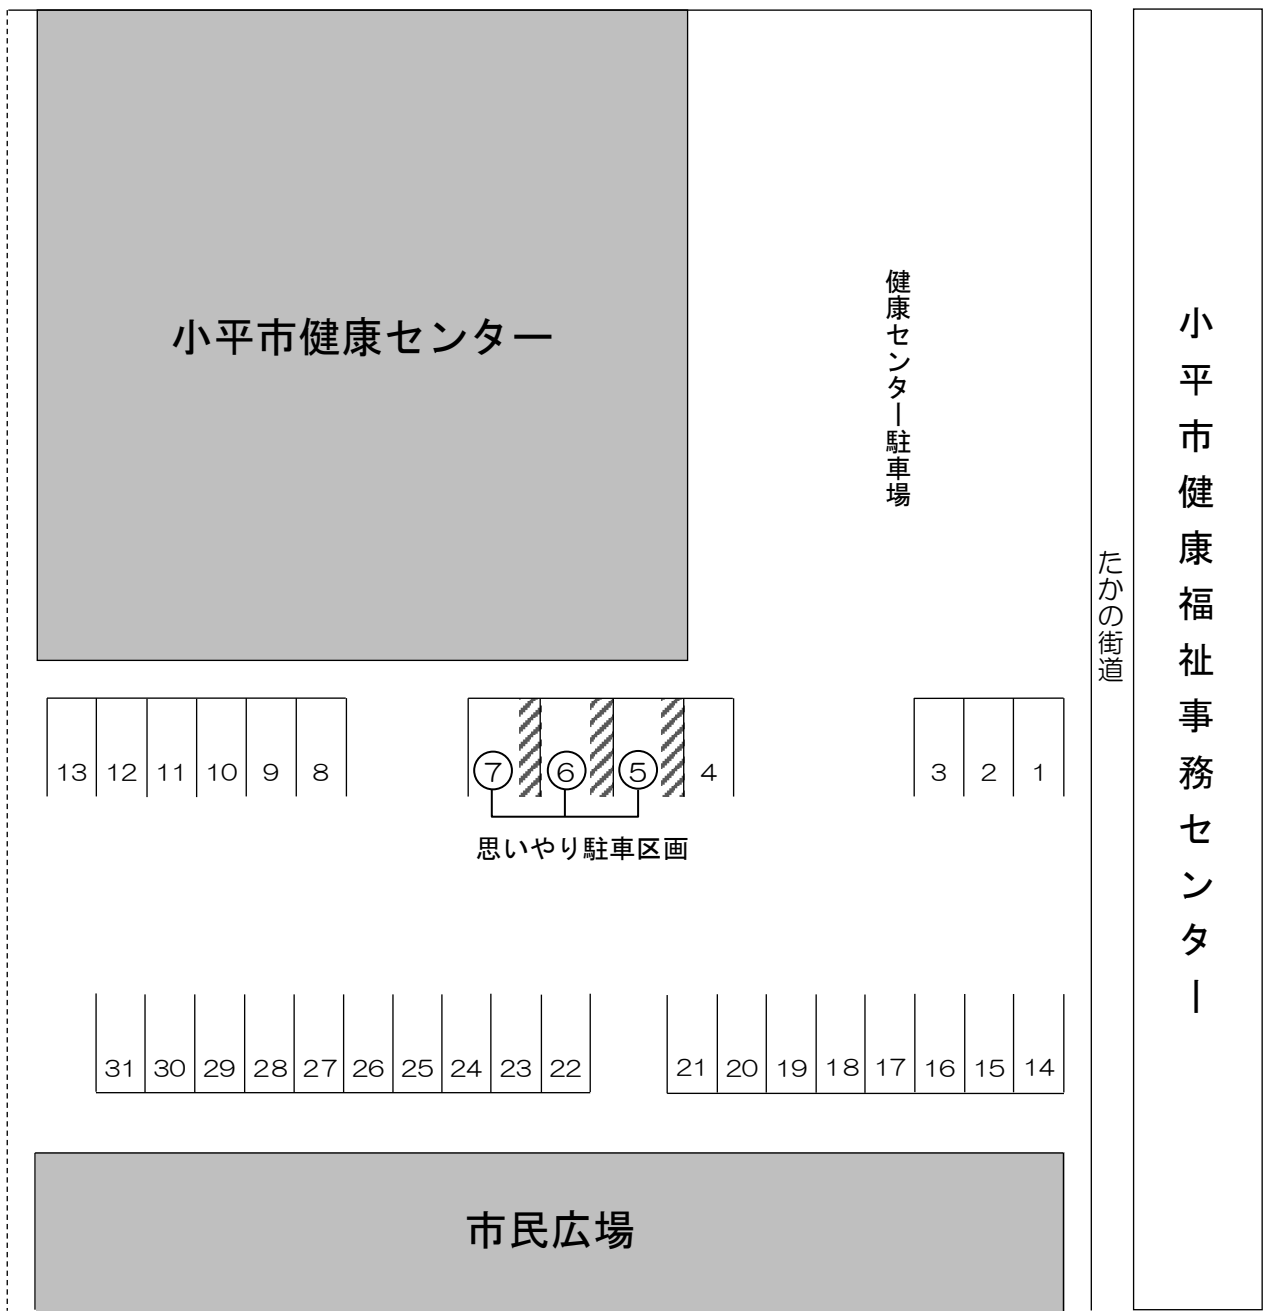 小平市健康センター
健康センター駐車場
たかの街道
小平市健康福祉事務センター
13 12 11 10 9 8 ⑦ ⑥ ⑤ 4 3 2 1
思いやり駐車区画
31 30 29 28 27 26 25 24 23 22 21 20 19 18 17 16 15 14
市民広場